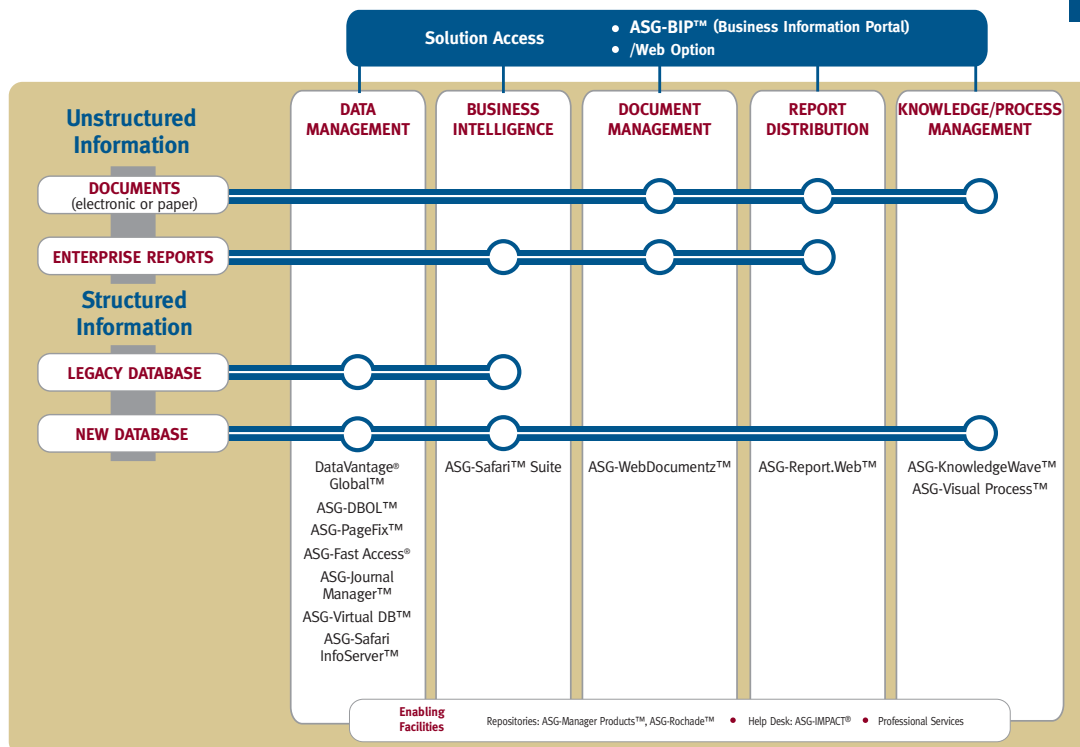 Solution Access
• ASG-BIP™ (Business Information Portal)
• /Web Option
DATA
MANAGEMENT
BUSINESS
INTELLIGENCE
DOCUMENT
MANAGEMENT
REPORT
DISTRIBUTION
KNOWLEDGE/PROCESS
MANAGEMENT
Unstructured
Information
DOCUMENTS
(electronic or paper)
ENTERPRISE REPORTS
Structured
Information
LEGACY DATABASE
NEW DATABASE
DataVantage®
Global™
ASG-DBOL™
ASG-PageFix™
ASG-Fast Access®
ASG-Journal
Manager™
ASG-Virtual DB™
ASG-Safari
InfoServer™
ASG-Safari™ Suite
ASG-WebDocumentz™
ASG-Report.Web™
ASG-KnowledgeWave™
ASG-Visual Process™
Enabling
Facilities
Repositories: ASG-Manager Products™, ASG-Rochade™ • Help Desk: ASG-IMPACT® • Professional Services